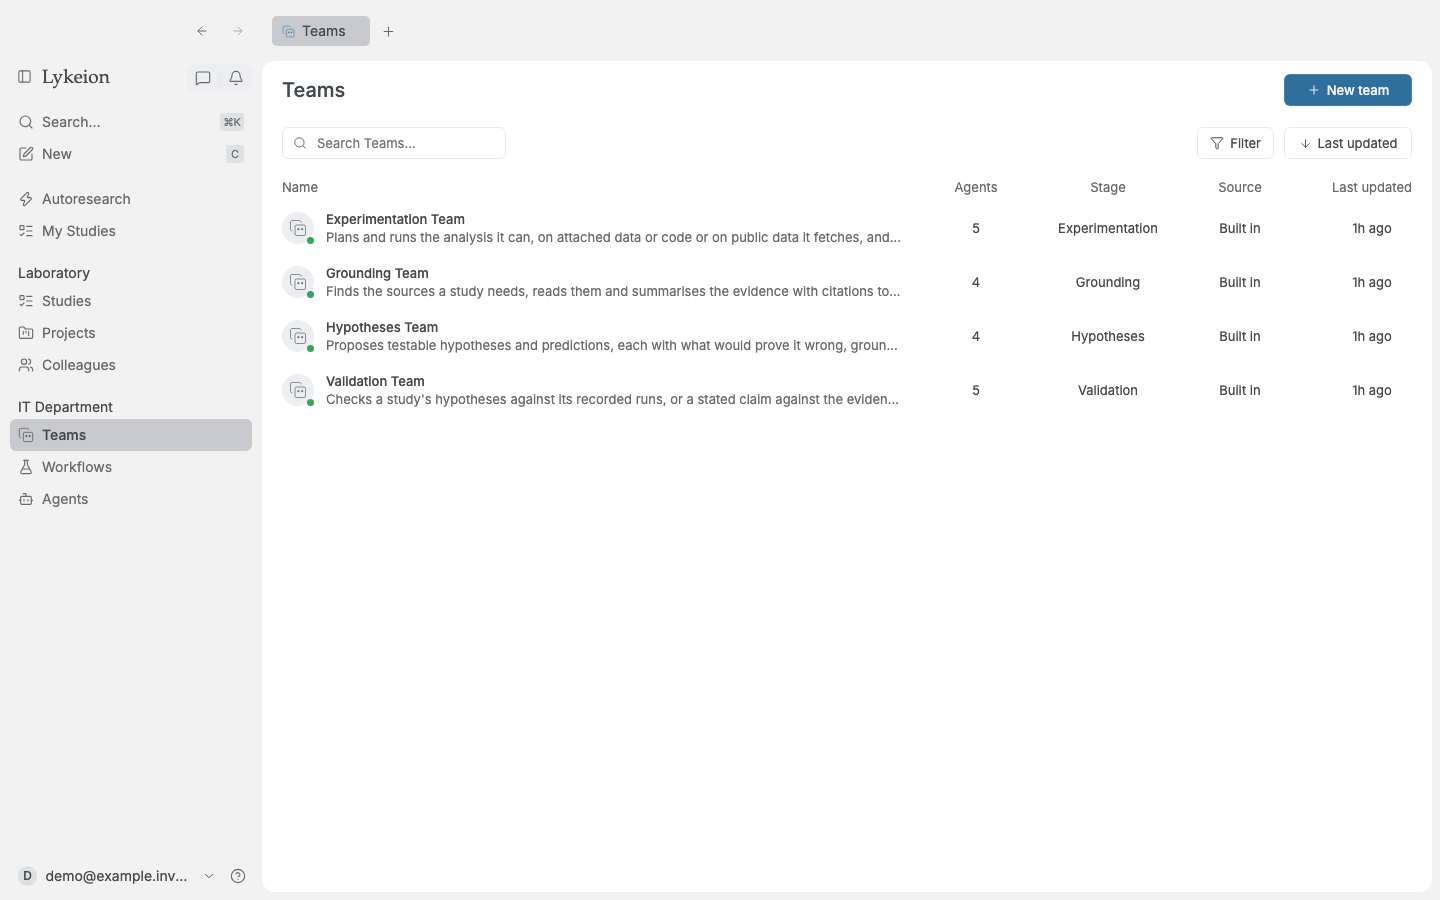 Teams
Lykeion
Search...
⌘K
New
C
Autoresearch
My Studies
Laboratory
Studies
Projects
Colleagues
IT Department
Teams
Workflows
Agents
D
demo@example.inv...
Teams
New team
Search Teams...
Filter
Last updated
Name Agents Stage Source Last updated
Experimentation Team
Plans and runs the analysis it can, on attached data or code or on public data it fetches, and...
5 Experimentation Built in 1h ago
Grounding Team
Finds the sources a study needs, reads them and summarises the evidence with citations to...
4 Grounding Built in 1h ago
Hypotheses Team
Proposes testable hypotheses and predictions, each with what would prove it wrong, groun...
4 Hypotheses Built in 1h ago
Validation Team
Checks a study's hypotheses against its recorded runs, or a stated claim against the eviden...
5 Validation Built in 1h ago